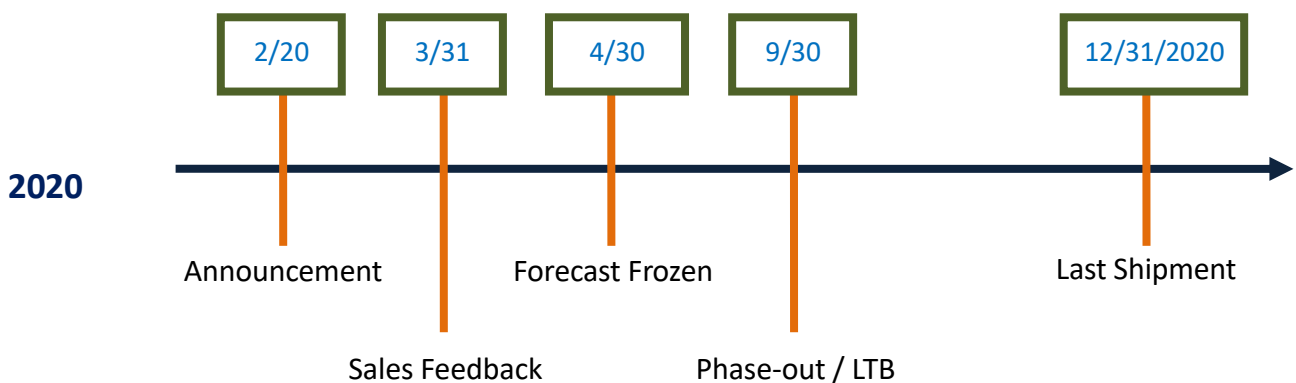 2/20
3/31
4/30
9/30
12/31/2020
2020
Announcement
Forecast Frozen
Last Shipment
Sales Feedback
Phase-out / LTB